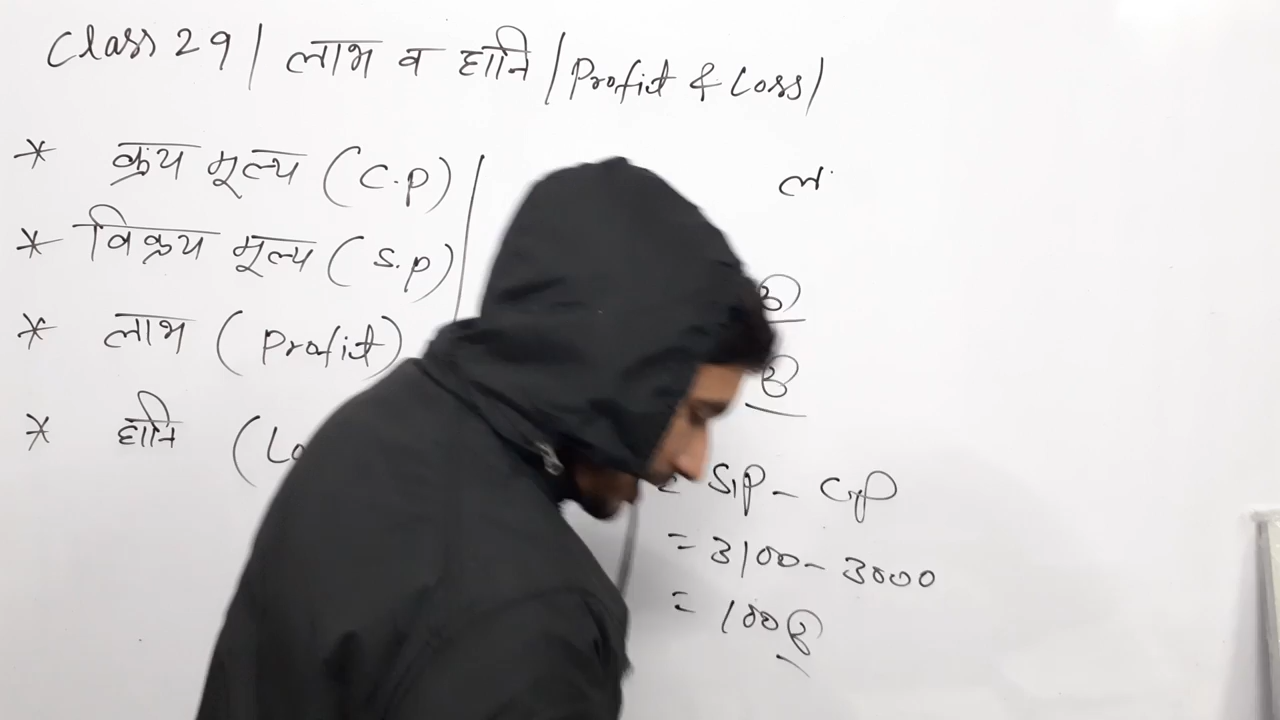 Class 29 | लाभ व हानि | Profit & Loss |
* क्रय मूल्य (C.P)
* विक्रय मूल्य (S.P)
* लाभ (Profit)
* हानि (Lo
ला
रु
रु
= S.P - C.P
= 3100 - 3000
= 100 रु